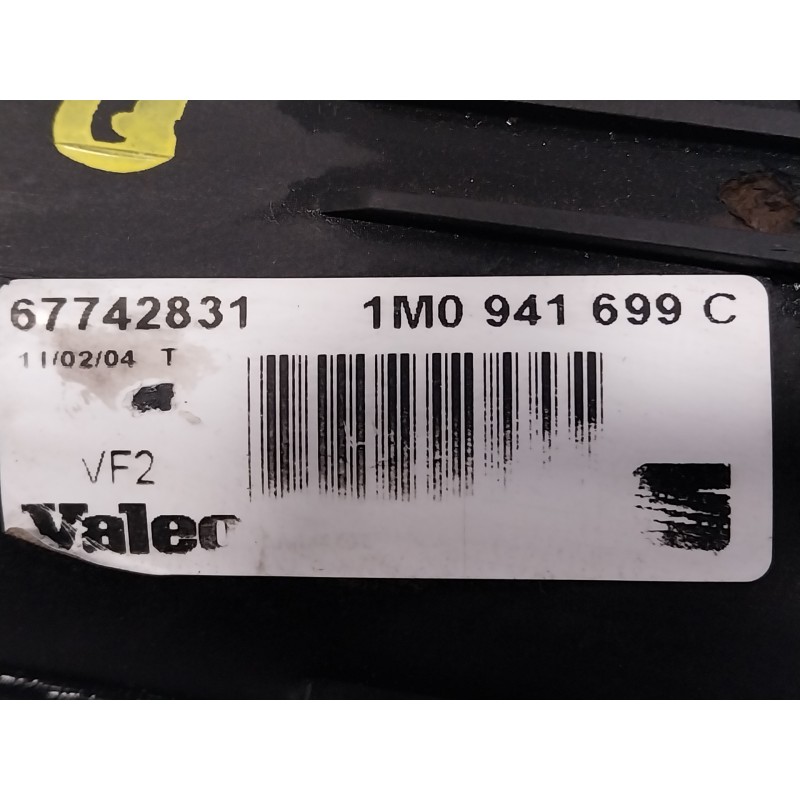 67742831 1M0 941 699 C
11/02/04 T
VF2
Valeo